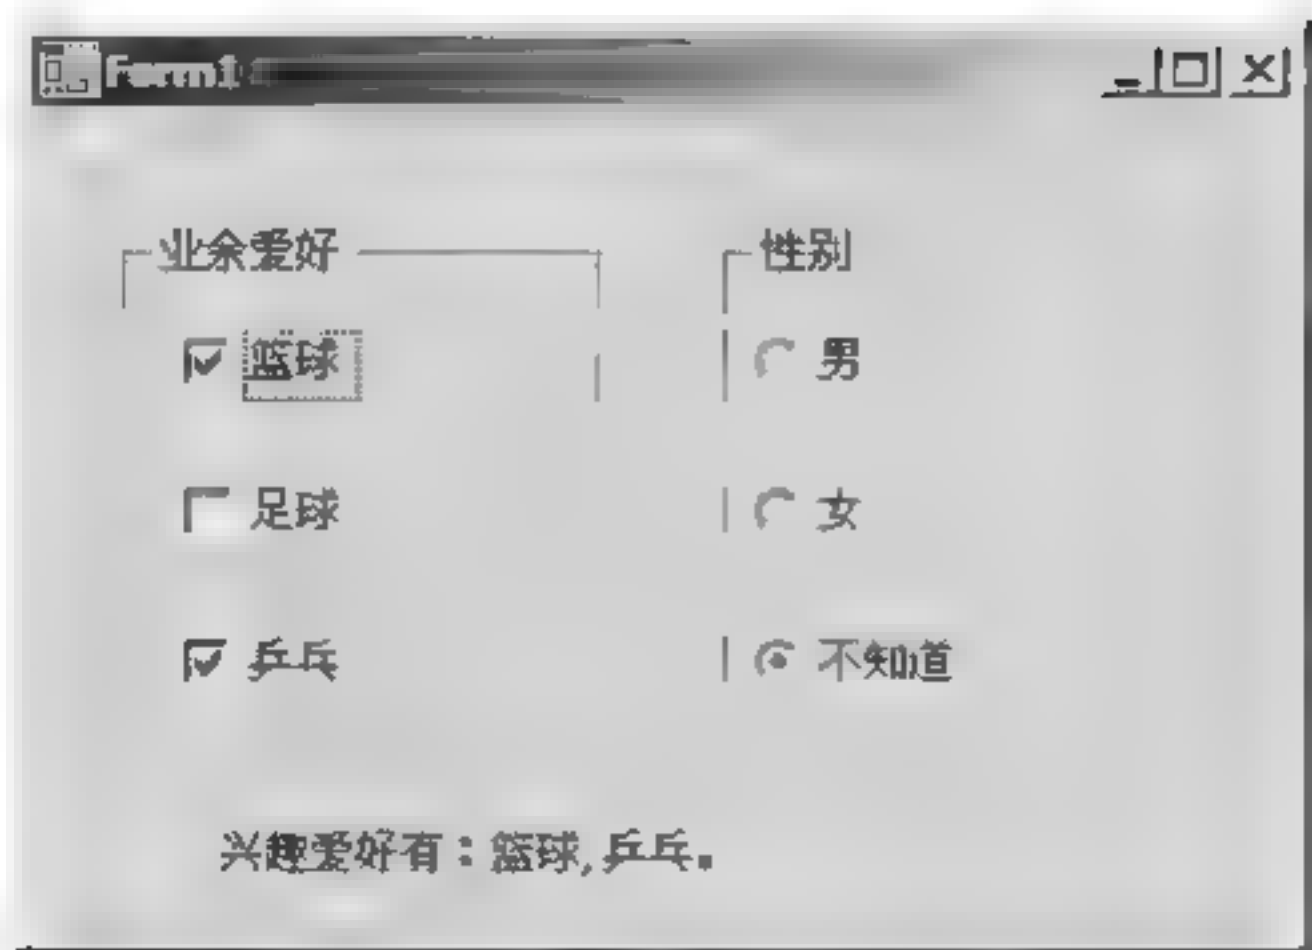 Form1
业余爱好
性别
篮球
男
足球
女
乒乓
不知道
兴趣爱好有：篮球,乒乓。